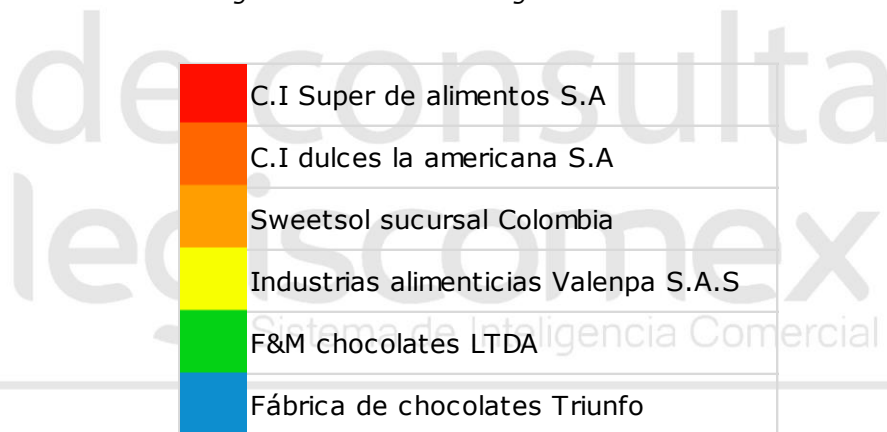 de consulta
C.I Super de alimentos S.A
C.I dulces la americana S.A
Sweetsol sucursal Colombia
legiscomex
Industrias alimenticias Valenpa S.A.S
Sistema de Inteligencia Comercial
F&M chocolates LTDA
Fábrica de chocolates Triunfo